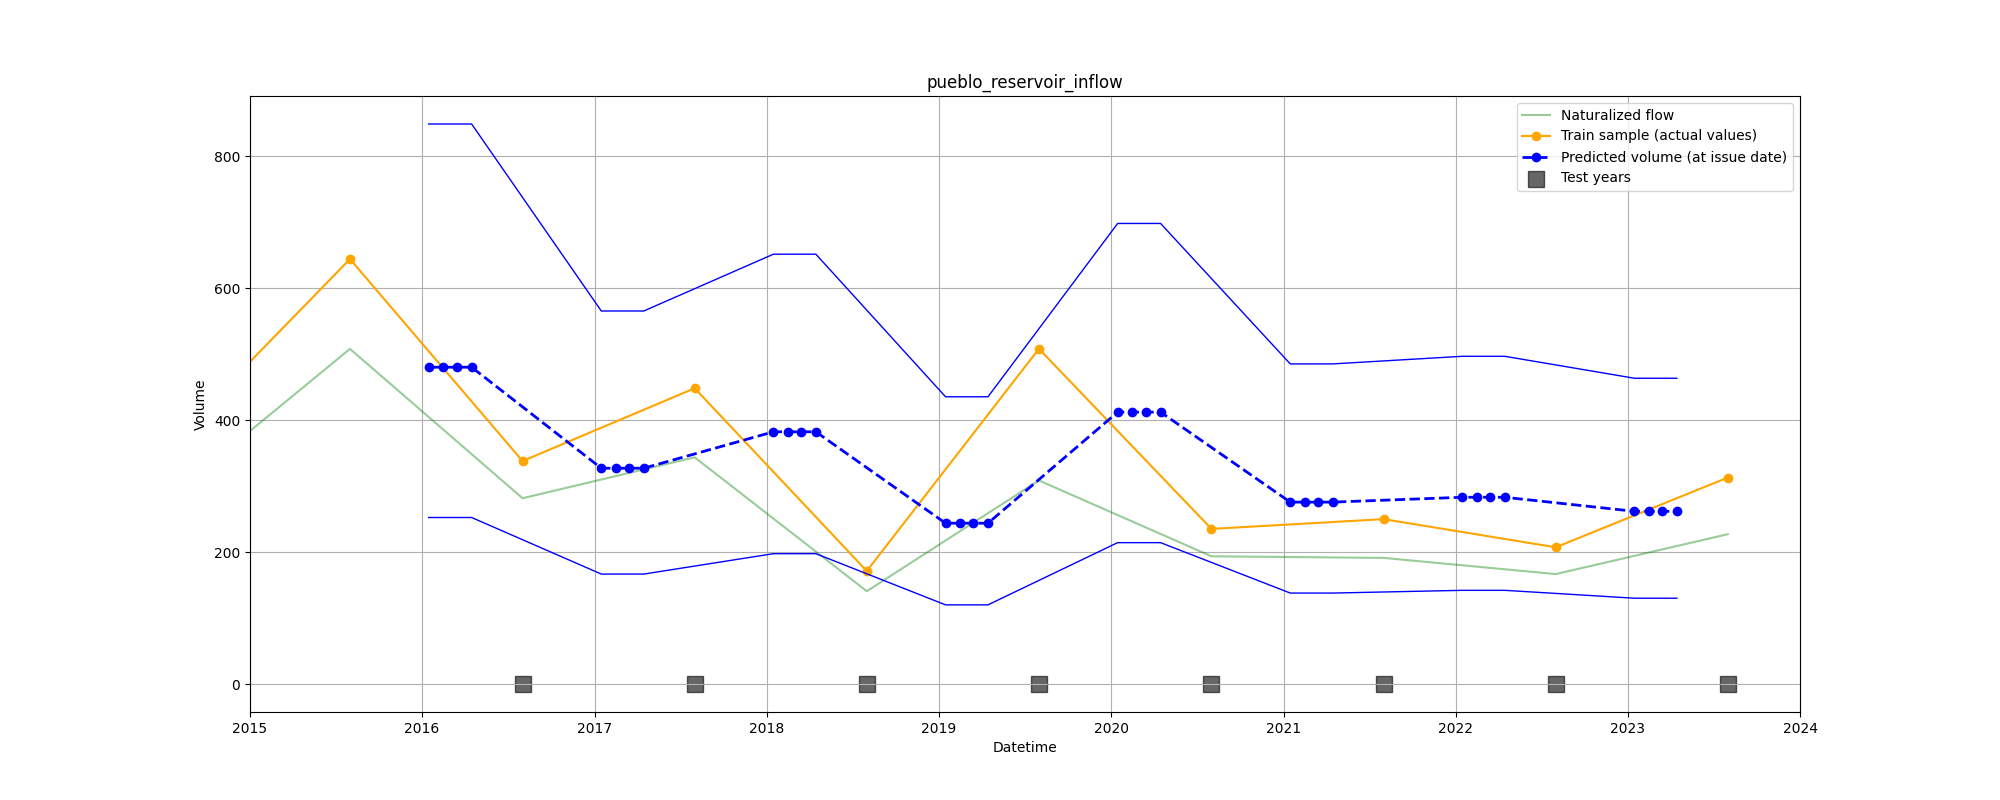 pueblo_reservoir_inflow
Naturalized flow
Train sample (actual values)
Predicted volume (at issue date)
Test years
800
600
400
200
0
Volume
2015 2016 2017 2018 2019 2020 2021 2022 2023 2024
Datetime